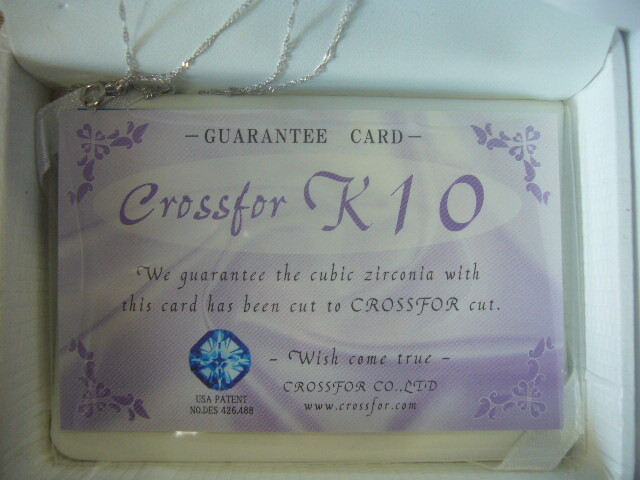 －GUARANTEE CARD－
Crossfor K10
We guarantee the cubic zirconia with
this card has been cut to CROSSFOR cut.
- Wish come true -
CROSSFOR CO.,LTD
www.crossfor.com
USA PATENT
NO.DES 426.488